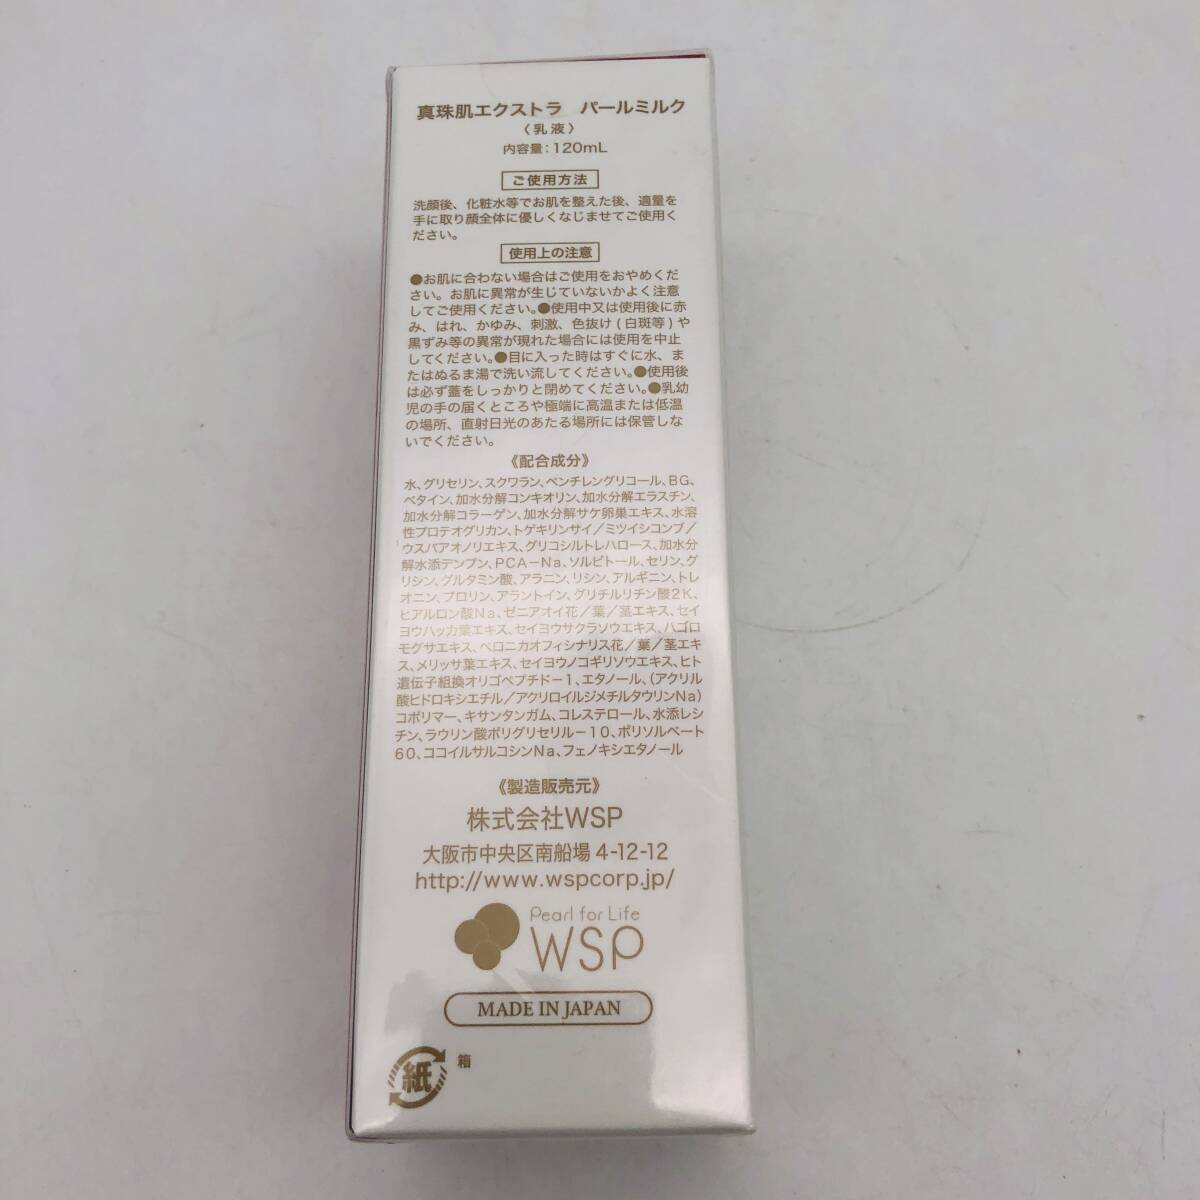 真珠肌エクストラ　パールミルク
〈乳液〉
内容量：120mL
ご使用方法
洗顔後、化粧水等でお肌を整えた後、適量を
手に取り顔全体に優しくなじませてご使用く
ださい。
使用上の注意
●お肌に合わない場合はご使用をおやめくだ
さい。お肌に異常が生じていないかよく注意
してご使用ください。●使用中又は使用後に赤
み、はれ、かゆみ、刺激、色抜け(白斑等)や
黒ずみ等の異常が現れた場合には使用を中止
してください。●目に入った時はすぐに水、ま
たはぬるま湯で洗い流してください。●使用後
は必ず蓋をしっかりと閉めてください。●乳幼
児の手の届くところや極端に高温または低温
の場所、直射日光のあたる場所には保管しな
いでください。
《配合成分》
水、グリセリン、スクワラン、ペンチレングリコール、BG、
ベタイン、加水分解コンキオリン、加水分解エラスチン、
加水分解コラーゲン、加水分解サケ卵巣エキス、水溶
性プロテオグリカン、トゲキリンサイ／ミツイシコンブ／
ウスバアオノリエキス、グリコシルトレハロース、加水分
解水添デンプン、PCA－Na、ソルビトール、セリン、グ
リシン、グルタミン酸、アラニン、リシン、アルギニン、トレ
オニン、プロリン、アラントイン、グリチルリチン酸2K、
ヒアルロン酸Na、ゼニアオイ花／葉／茎エキス、セイ
ヨウハッカ葉エキス、セイヨウサクラソウエキス、ハゴロ
モグサエキス、ベロニカオフィシナリス花／葉／茎エキ
ス、メリッサ葉エキス、セイヨウノコギリソウエキス、ヒト
遺伝子組換オリゴペプチド－1、エタノール、(アクリル
酸ヒドロキシエチル／アクリロイルジメチルタウリンNa)
コポリマー、キサンタンガム、コレステロール、水添レシ
チン、ラウリン酸ポリグリセリル－10、ポリソルベート
60、ココイルサルコシンNa、フェノキシエタノール
《製造販売元》
株式会社WSP
大阪市中央区南船場 4-12-12
http://www.wspcorp.jp/
Pearl for Life
WSP
MADE IN JAPAN
紙 箱